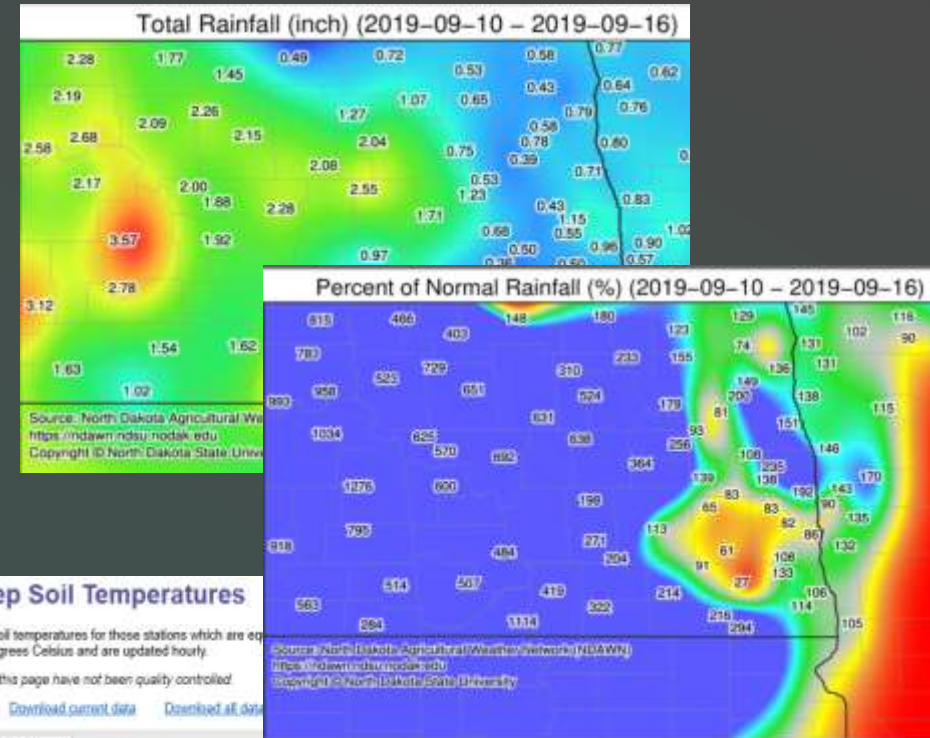 Total Rainfall (inch) (2019-09-10 - 2019-09-16)
2.28 1.77 0.49 0.72 0.58 0.77
1.45 0.53 0.62
2.19 0.43 0.64
1.07 0.65 0.76
2.26 1.27 0.79
2.09 0.58
2.58 2.68 2.15 2.04 0.78 0.80
0.75 0.39
2.08 0.71
2.17 2.00 2.55 0.53
1.88 1.23 0.83
2.28 1.71 0.43
1.15
3.57 1.92 0.68 0.55
0.50 0.96 0.90
0.97 0.57
2.78
3.12
1.54 1.62
1.63
1.02
Source: North Dakota Agricultural We
https://ndawn.ndsu.nodak.edu
Copyright © North Dakota State Unive
Percent of Normal Rainfall (%) (2019-09-10 - 2019-09-16)
815 466 148 180 129 145 116
403 123 102
74 131 90
783 233 155
729 310 136 131
523 149
958 651 524 200 138
993 179 81 115
631 151
1034 625 638 93
570 692 256 108 146
364 235
1276 600 139 138 170
83 192 143
198 65 83 90
795 113 82 135
918 271 86
484 204 61 132
91 108
514 507 27 133
419 214 106
563 322 114
284 1114 216 105
294
Source: North Dakota Agricultural Weather Network (NDAWN)
https://ndawn.ndsu.nodak.edu
Copyright © North Dakota State University
ep Soil Temperatures
oil temperatures for those stations which are eq
grees Celsius and are updated hourly.
this page have not been quality controlled.
Download current data Download all data